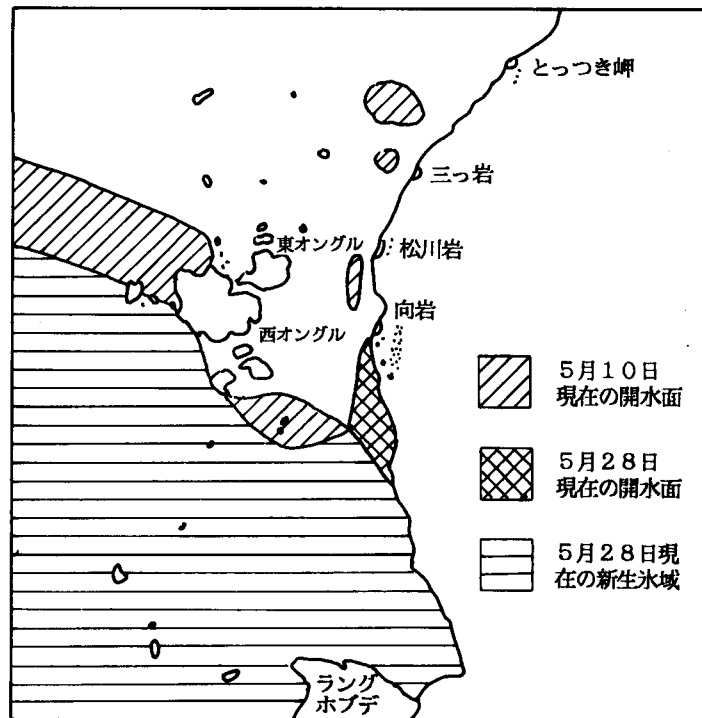 とっつき岬
三っ岩
東オングル
松川岩
西オングル
向岩
5月10日
現在の開水面
5月28日
現在の開水面
5月28日現
在の新生氷域
ラング
ホブデ